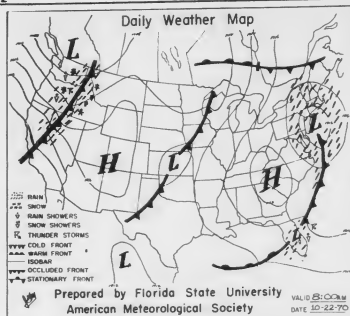 Daily Weather Map
L
H
L
H
L
L
RAIN
SNOW
RAIN SHOWERS
SNOW SHOWERS
THUNDER STORMS
COLD FRONT
WARM FRONT
ISOBAR
OCCLUDED FRONT
STATIONARY FRONT
Prepared by Florida State University
American Meteorological Society
VALID 8:00AM
DATE 10-22-70